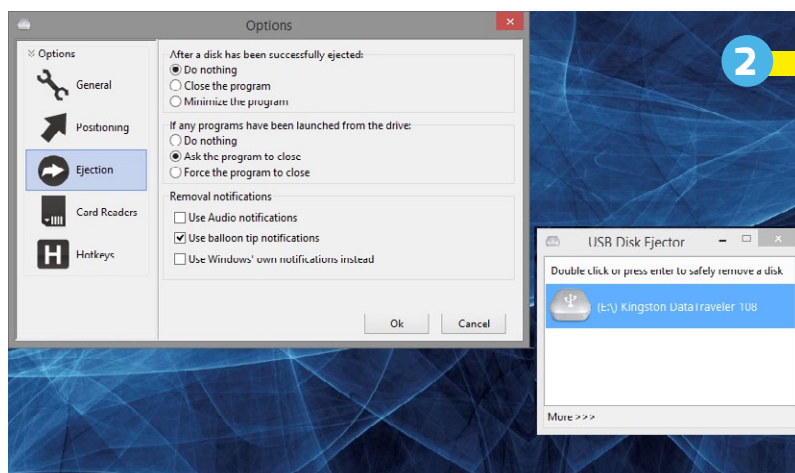 Options
Options
General
Positioning
Ejection
Card Readers
Hotkeys
After a disk has been successfully ejected:
Do nothing
Close the program
Minimize the program
If any programs have been launched from the drive:
Do nothing
Ask the program to close
Force the program to close
Removal notifications
Use Audio notifications
Use balloon tip notifications
Use Windows' own notifications instead
Ok
Cancel
2
USB Disk Ejector
Double click or press enter to safely remove a disk
(E:\) Kingston DataTraveler 108
More >>>